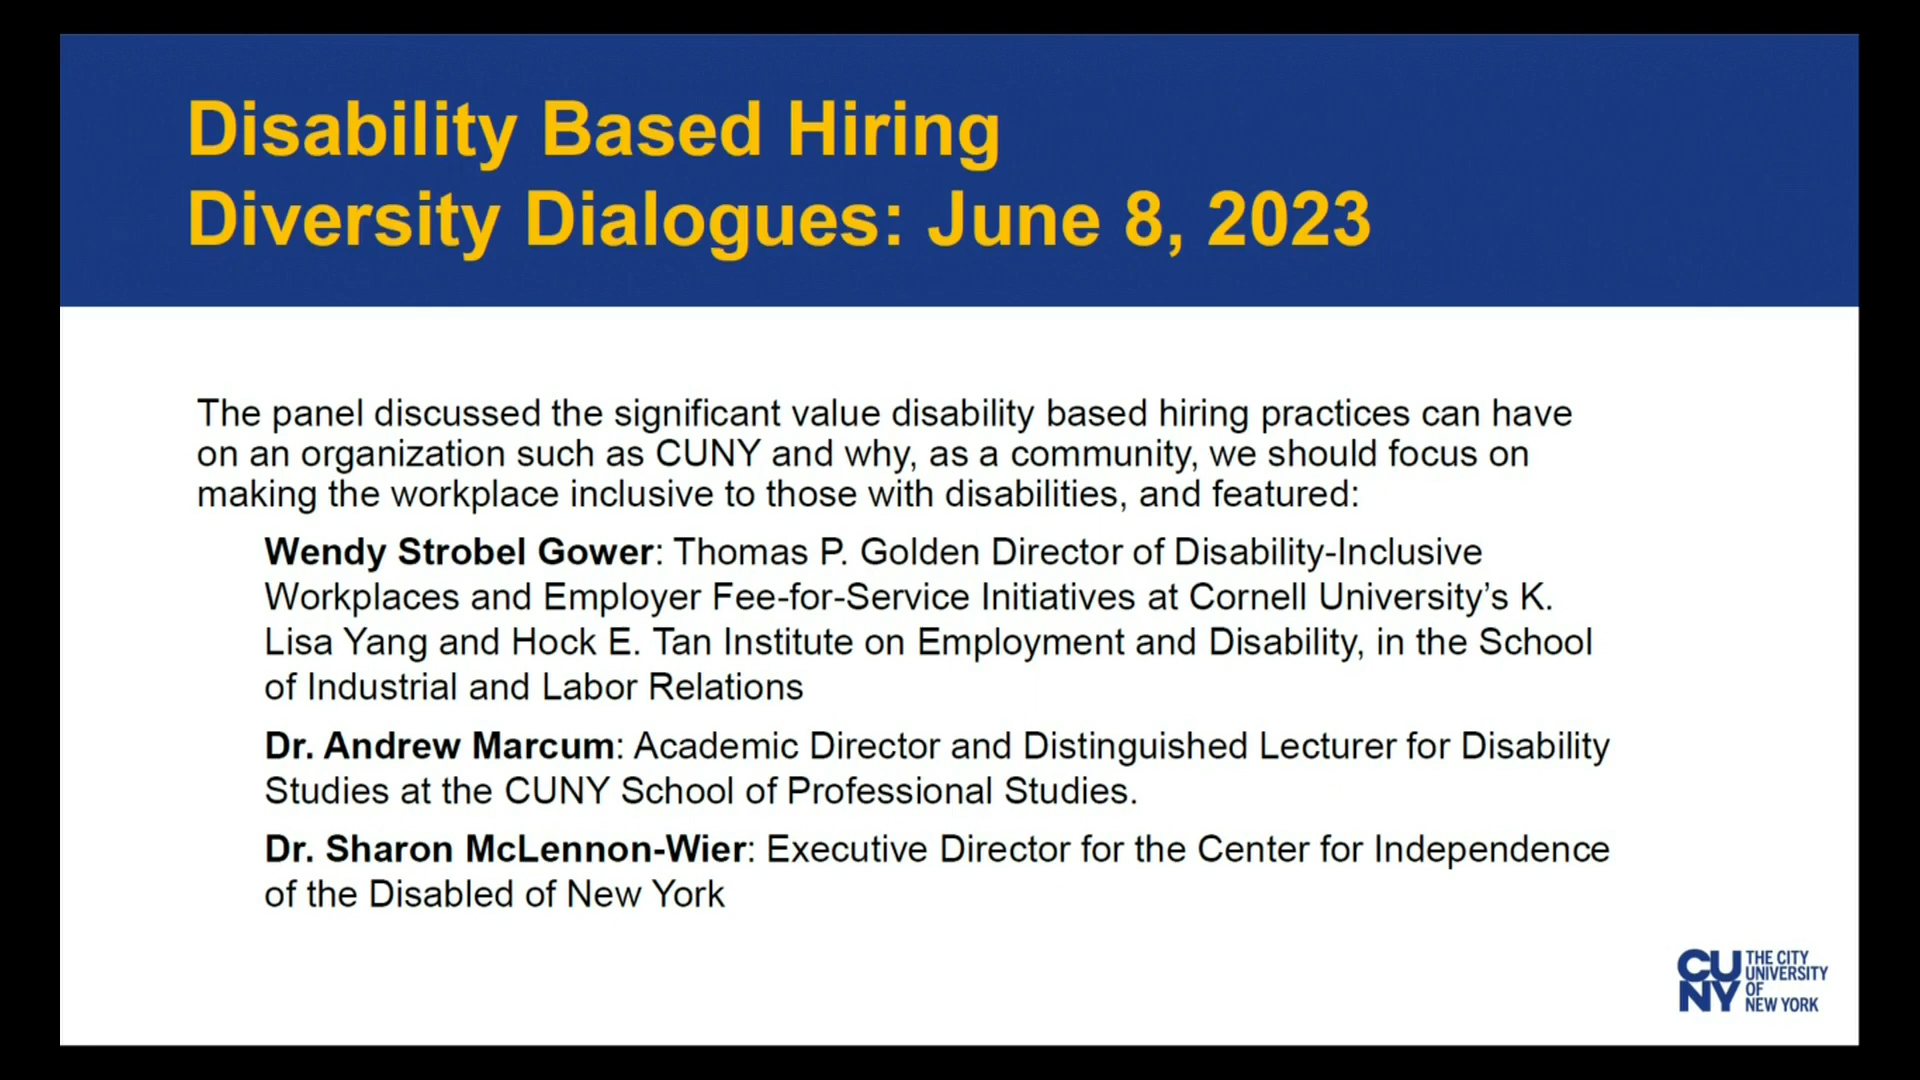 Disability Based Hiring
Diversity Dialogues: June 8, 2023
The panel discussed the significant value disability based hiring practices can have
on an organization such as CUNY and why, as a community, we should focus on
making the workplace inclusive to those with disabilities, and featured:
Wendy Strobel Gower: Thomas P. Golden Director of Disability-Inclusive
Workplaces and Employer Fee-for-Service Initiatives at Cornell University’s K.
Lisa Yang and Hock E. Tan Institute on Employment and Disability, in the School
of Industrial and Labor Relations
Dr. Andrew Marcum: Academic Director and Distinguished Lecturer for Disability
Studies at the CUNY School of Professional Studies.
Dr. Sharon McLennon-Wier: Executive Director for the Center for Independence
of the Disabled of New York
CU
NY
THE CITY
UNIVERSITY
OF
NEW YORK